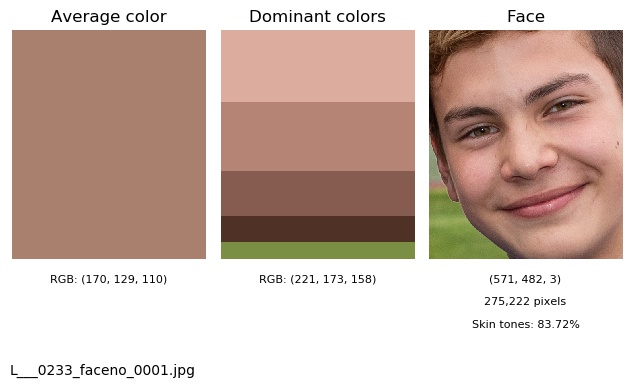 Average color
Dominant colors
Face
RGB: (170, 129, 110)
RGB: (221, 173, 158)
(571, 482, 3)
275,222 pixels
Skin tones: 83.72%
L___0233_faceno_0001.jpg